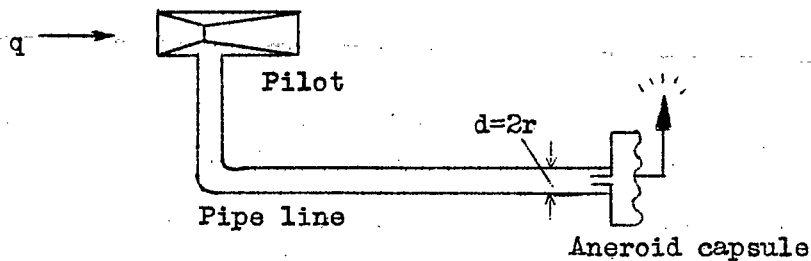 q
Pilot
d=2r
Pipe line
Aneroid capsule